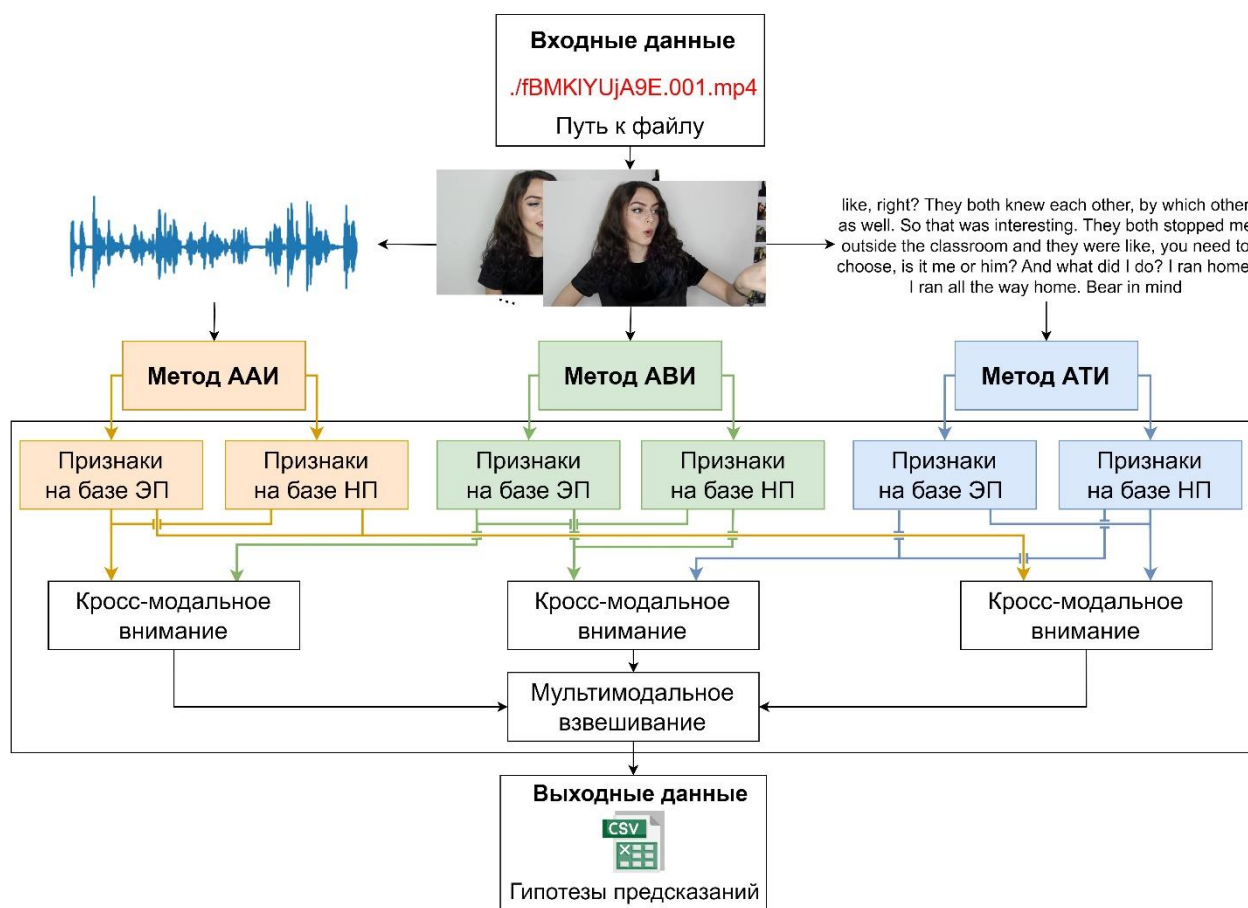 Входные данные
./fBMKlYUjA9E.001.mp4
Путь к файлу
like, right? They both knew each other, by which other
as well. So that was interesting. They both stopped me
outside the classroom and they were like, you need to
choose, is it me or him? And what did I do? I ran home.
I ran all the way home. Bear in mind
...
Метод ААИ
Метод АВИ
Метод АТИ
Признаки
на базе ЭП
Признаки
на базе НП
Признаки
на базе ЭП
Признаки
на базе НП
Признаки
на базе ЭП
Признаки
на базе НП
Кросс-модальное
внимание
Кросс-модальное
внимание
Кросс-модальное
внимание
Мультимодальное
взвешивание
Выходные данные
CSV
Гипотезы предсказаний